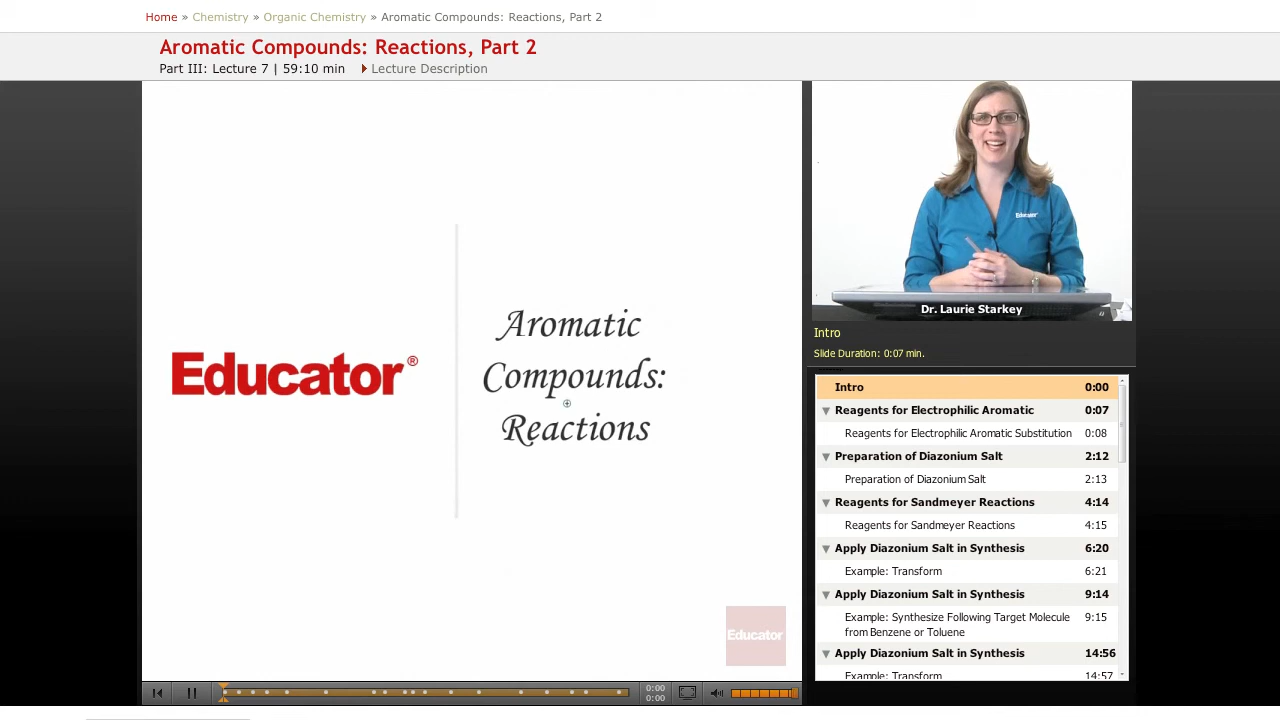 Home » Chemistry » Organic Chemistry » Aromatic Compounds: Reactions, Part 2
Aromatic Compounds: Reactions, Part 2
Part III: Lecture 7 | 59:10 min Lecture Description
Educator®
Aromatic
Compounds:
Reactions
Educator
0:00
0:00
Educator
Dr. Laurie Starkey
Intro
Slide Duration: 0:07 min.
Intro 0:00
Reagents for Electrophilic Aromatic 0:07
Reagents for Electrophilic Aromatic Substitution 0:08
Preparation of Diazonium Salt 2:12
Preparation of Diazonium Salt 2:13
Reagents for Sandmeyer Reactions 4:14
Reagents for Sandmeyer Reactions 4:15
Apply Diazonium Salt in Synthesis 6:20
Example: Transform 6:21
Apply Diazonium Salt in Synthesis 9:14
Example: Synthesize Following Target Molecule 9:15
from Benzene or Toluene
Apply Diazonium Salt in Synthesis 14:56
Example: Transform 14:57